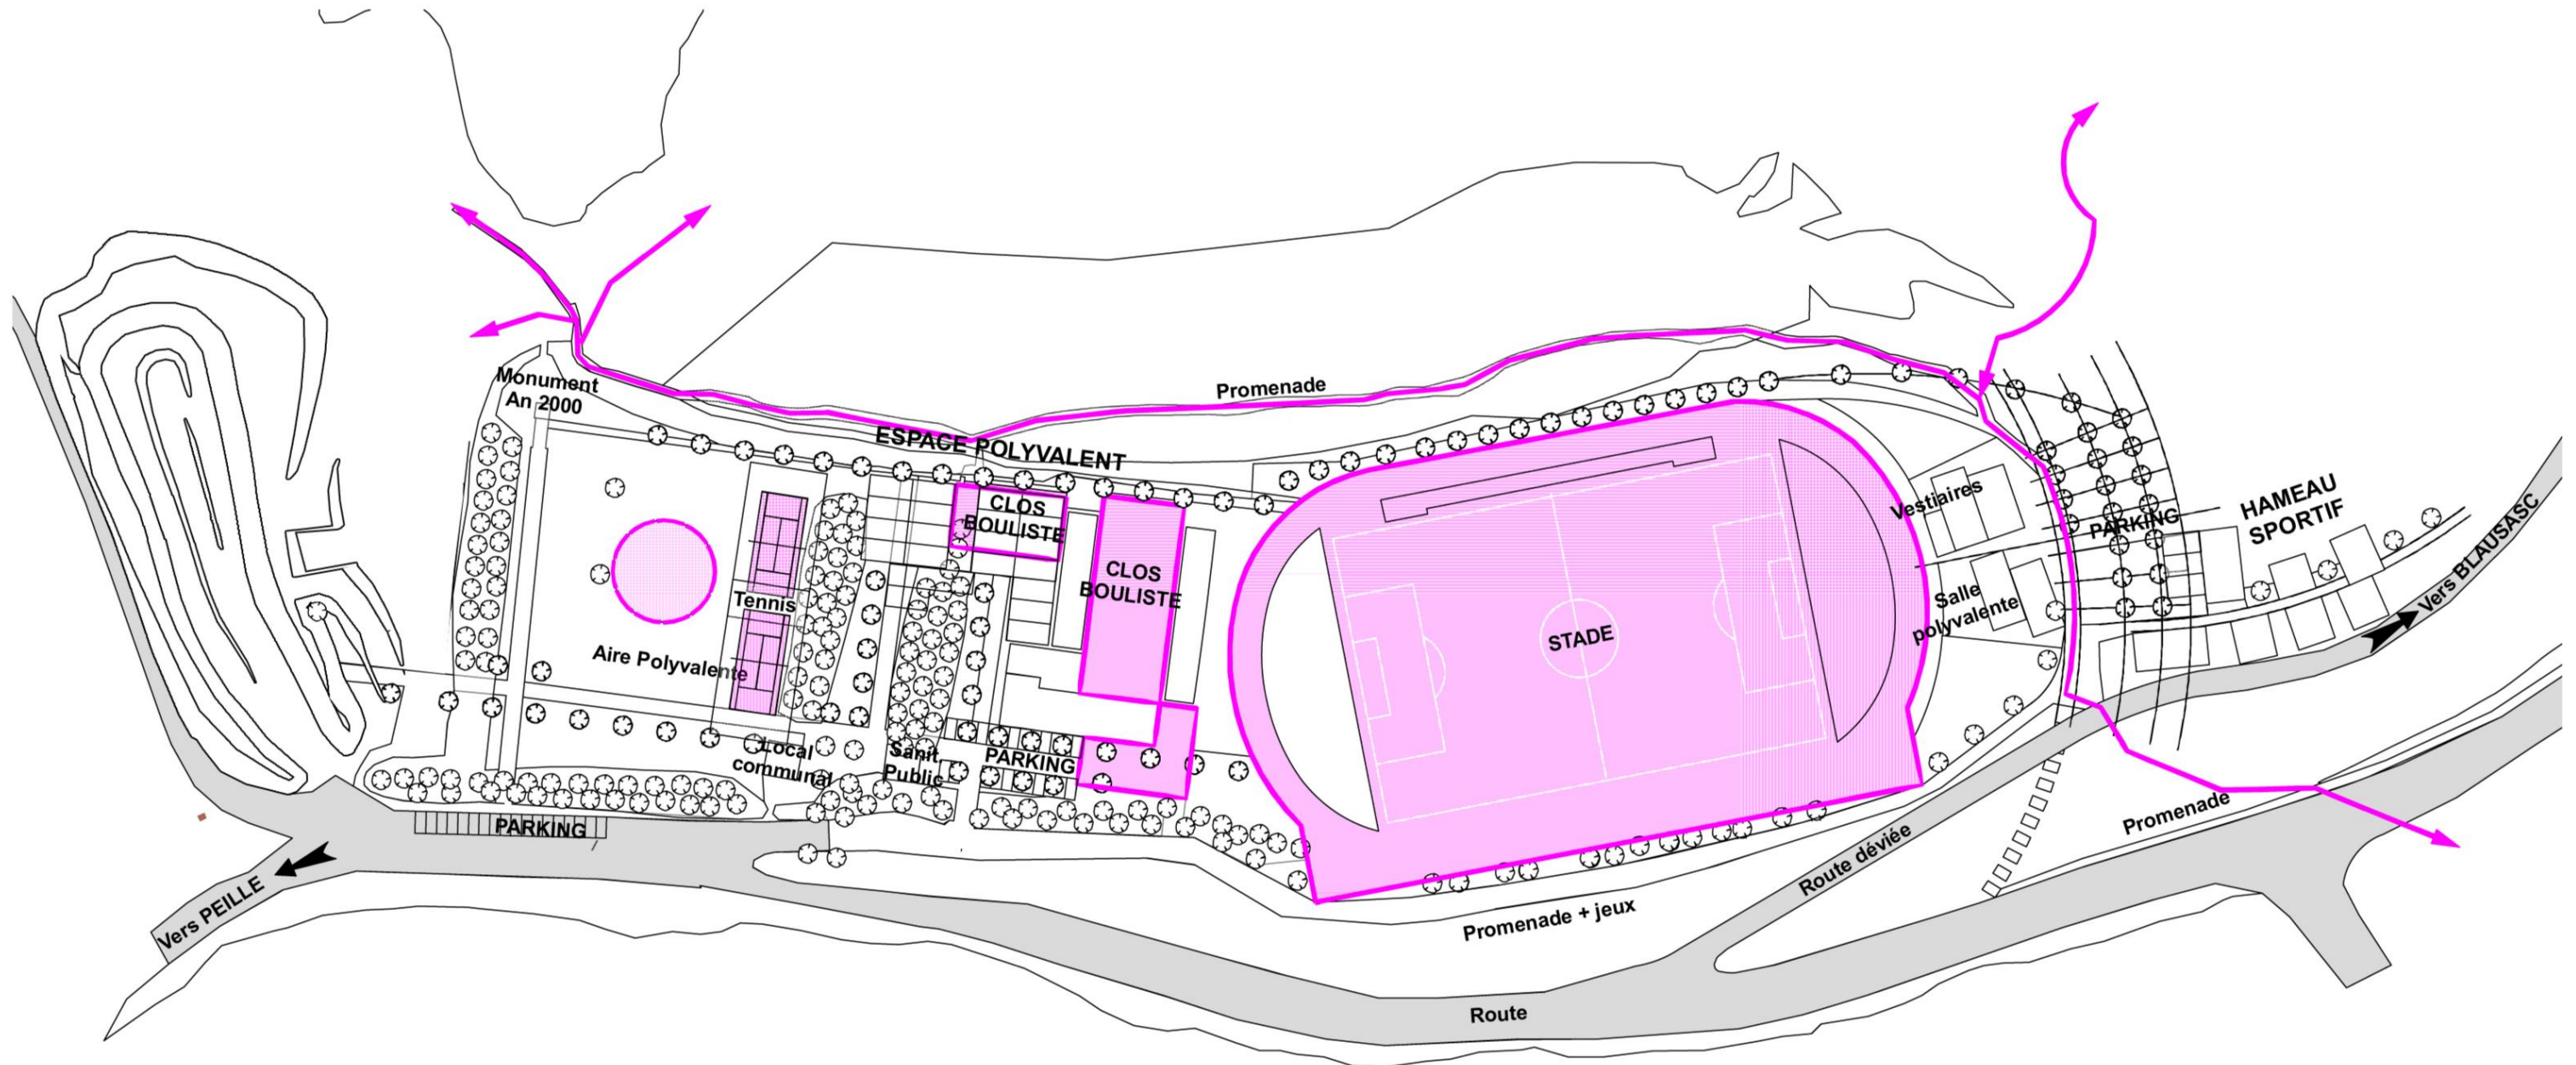 Monument
An 2000
Promenade
ESPACE POLYVALENT
CLOS
BOULISTE
CLOS
BOULISTE
Tennis
Aire Polyvalente
STADE
Vestiaires
PARKING
HAMEAU
SPORTIF
Salle
polyvalente
Vers BLAUSASC
Local
communal
Sanit
Public
PARKING
PARKING
Promenade
Route déviée
Vers PEILLE
Promenade + jeux
Route